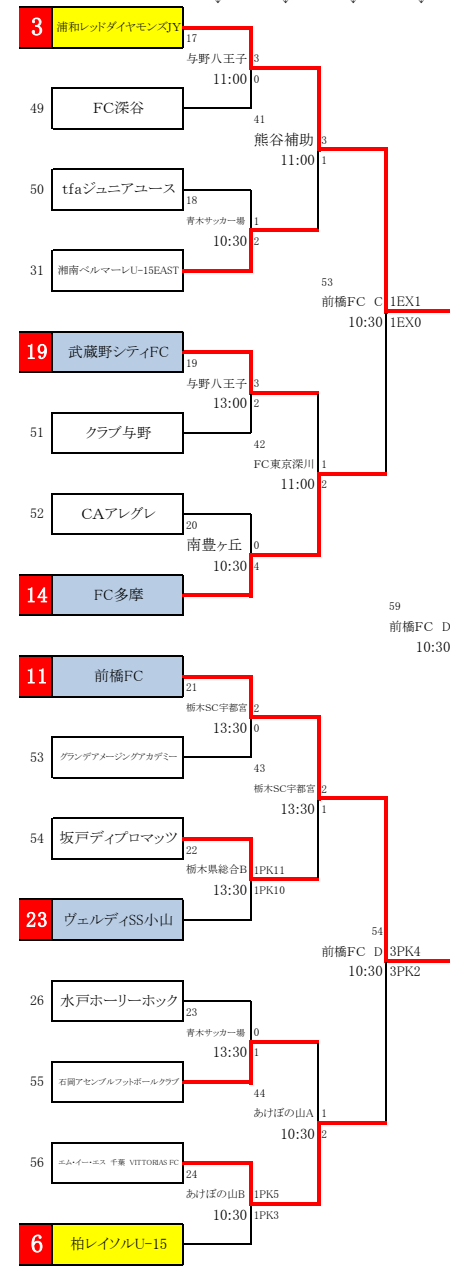 3 浦和レッドダイヤモンズJY
17
与野八王子 3
11:00 0
49 FC深谷
41
熊谷補助 3
11:00 1
50 tfaジュニアユース
18
青木サッカー場 1
10:30 2
31 湘南ベルマーレU-15EAST
53
前橋FC C 1EX1
10:30 1EX0
19 武蔵野シティFC
19
与野八王子 3
13:00 2
51 クラブ与野
42
FC東京深川 1
11:00 2
52 CAアレグレ
20
南豊ヶ丘 0
10:30 4
14 FC多摩
59
前橋FC D
10:30
11 前橋FC
21
栃木SC宇都宮 2
13:30 0
53 グランデアメージングアカデミー
43
栃木SC宇都宮 2
13:30 1
54 坂戸ディプロマッツ
22
栃木県総合B 1PK11
13:30 1PK10
23 ヴェルディSS小山
54
前橋FC D 3PK4
10:30 3PK2
26 水戸ホーリーホック
23
青木サッカー場 0
13:30 1
55 石岡アセンブルフットボールクラブ
44
あけぼの山A 1
10:30 2
56 エム・イー・エス 千葉 VITTORIAS FC
24
あけぼの山B 1PK5
10:30 1PK3
6 柏レイソルU-15